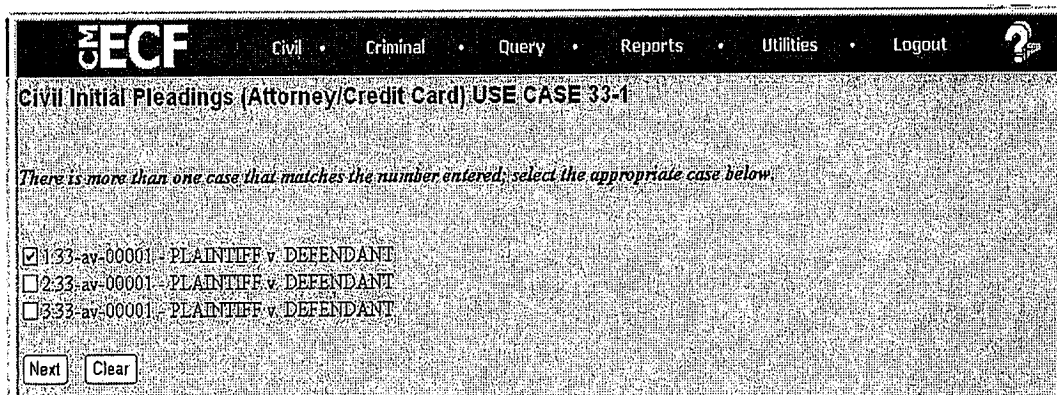 CM ECF Civil • Criminal • Query • Reports • Utilities • Logout ?
Civil Initial Pleadings (Attorney/Credit Card) USE CASE 33-1
There is more than one case that matches the number entered; select the appropriate case below.
1:33-av-00001 - PLAINTIFF v. DEFENDANT
2:33-av-00001 - PLAINTIFF v. DEFENDANT
3:33-av-00001 - PLAINTIFF v. DEFENDANT
Next Clear